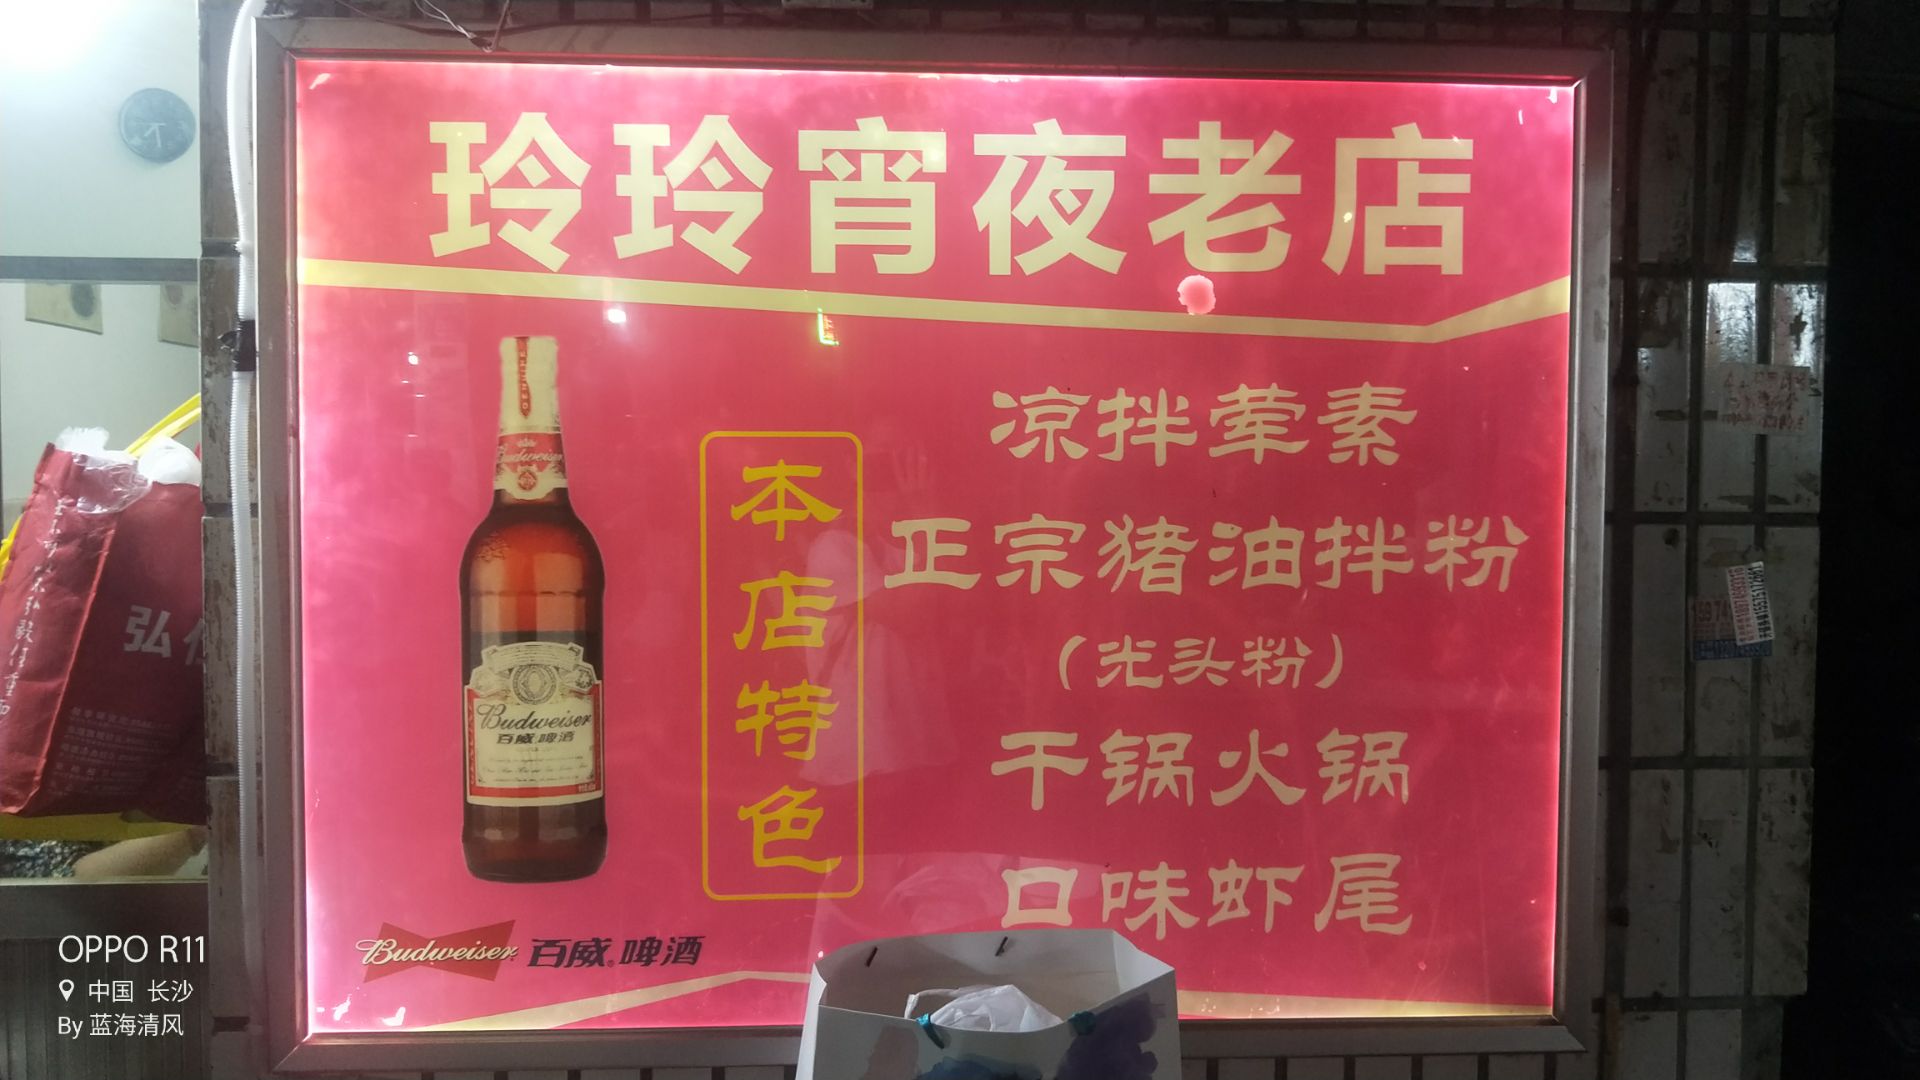 玲玲宵夜老店
本店特色
凉拌荤素
正宗猪油拌粉
（光头粉）
干锅火锅
口味虾尾
Budweiser
Budweiser
百威啤酒
Budweiser 百威啤酒
弘
OPPO R11
中国 长沙
By 蓝海清风